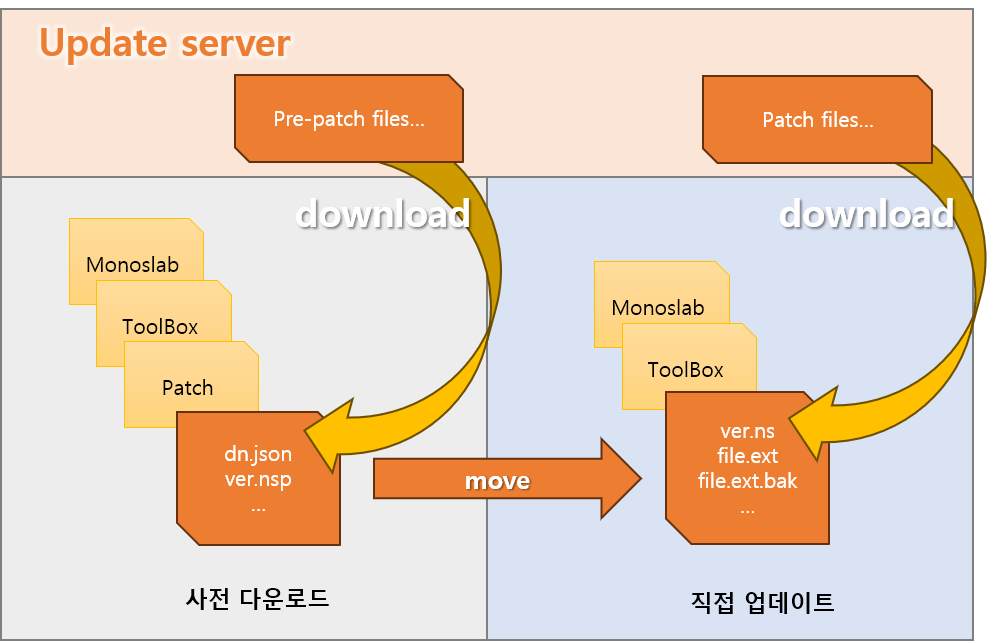 Update server
Pre-patch files...
Patch files...
download
download
Monoslab
ToolBox
Patch
dn.json
ver.nsp
...
move
Monoslab
ToolBox
ver.ns
file.ext
file.ext.bak
...
사전 다운로드
직접 업데이트